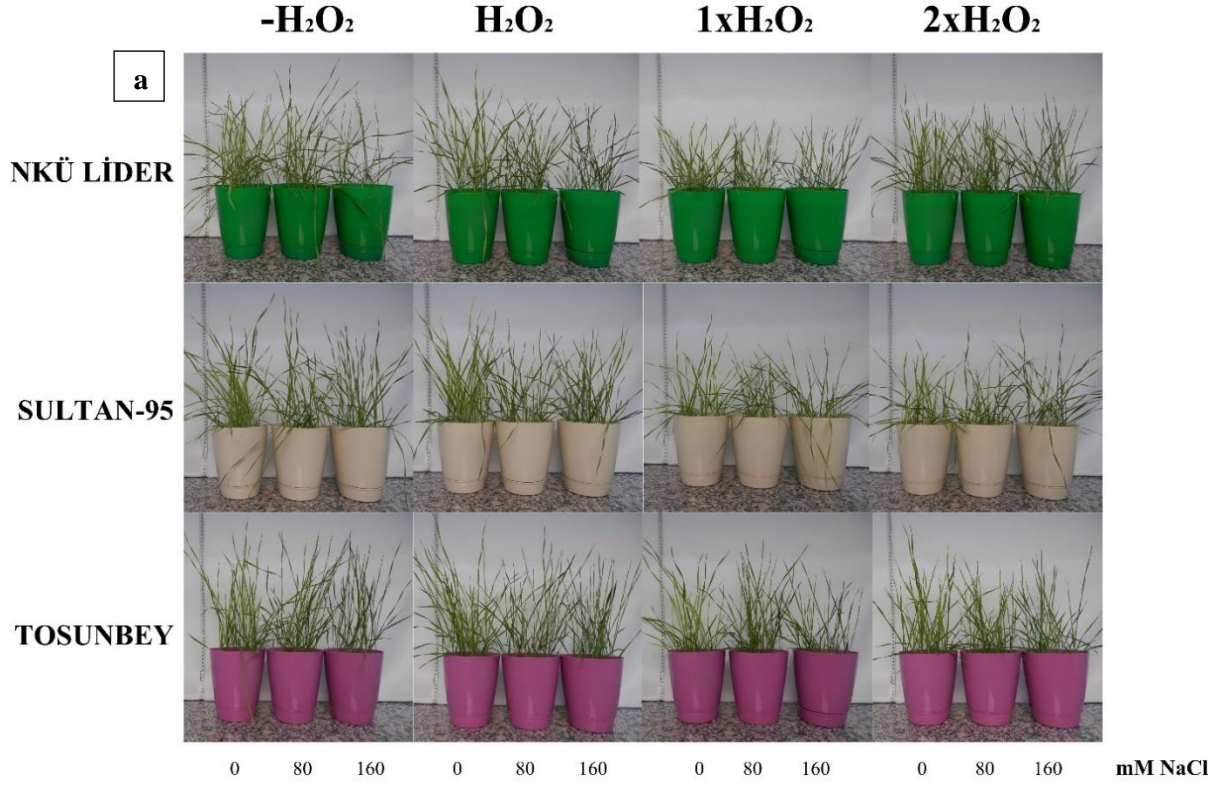 -H₂O₂ H₂O₂ 1xH₂O₂ 2xH₂O₂
a
NKÜ LİDER
SULTAN-95
TOSUNBEY
0 80 160 0 80 160 0 80 160 0 80 160 mM NaCl